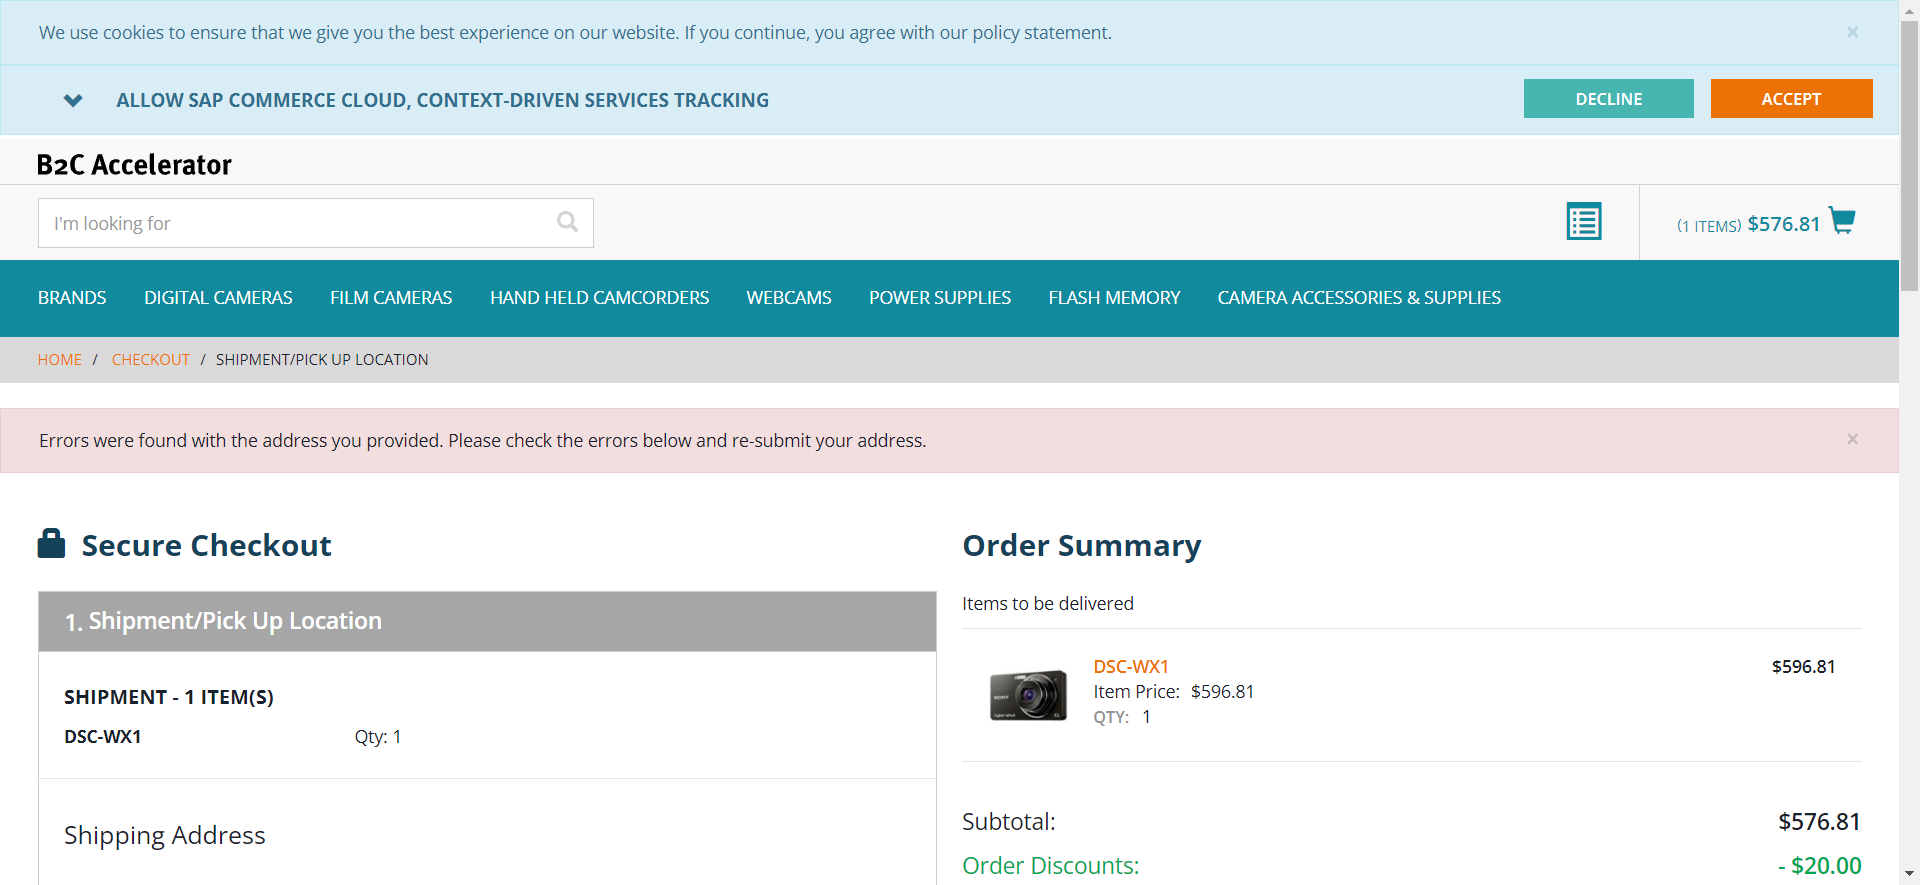 We use cookies to ensure that we give you the best experience on our website. If you continue, you agree with our policy statement.
×
ALLOW SAP COMMERCE CLOUD, CONTEXT-DRIVEN SERVICES TRACKING
DECLINE
ACCEPT
B2C Accelerator
I'm looking for
(1 ITEMS) $576.81
BRANDS DIGITAL CAMERAS FILM CAMERAS HAND HELD CAMCORDERS WEBCAMS POWER SUPPLIES FLASH MEMORY CAMERA ACCESSORIES & SUPPLIES
HOME / CHECKOUT / SHIPMENT/PICK UP LOCATION
Errors were found with the address you provided. Please check the errors below and re-submit your address.
×
Secure Checkout
1. Shipment/Pick Up Location
SHIPMENT - 1 ITEM(S)
DSC-WX1 Qty: 1
Shipping Address
Order Summary
Items to be delivered
DSC-WX1 $596.81
Item Price: $596.81
QTY: 1
Subtotal: $576.81
Order Discounts: - $20.00